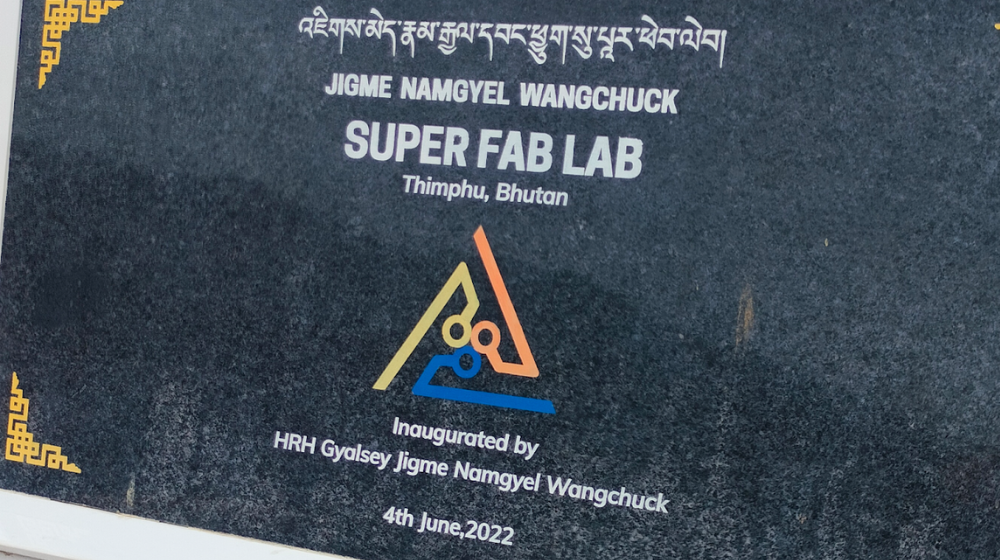 འཇིགས་མེད་རྣམ་རྒྱལ་དབང་ཕྱུག་སུ་པཱར་ཕེབ་ལེབ།
JIGME NAMGYEL WANGCHUCK
SUPER FAB LAB
Thimphu, Bhutan
Inaugurated by
HRH Gyalsey Jigme Namgyel Wangchuck
4th June,2022